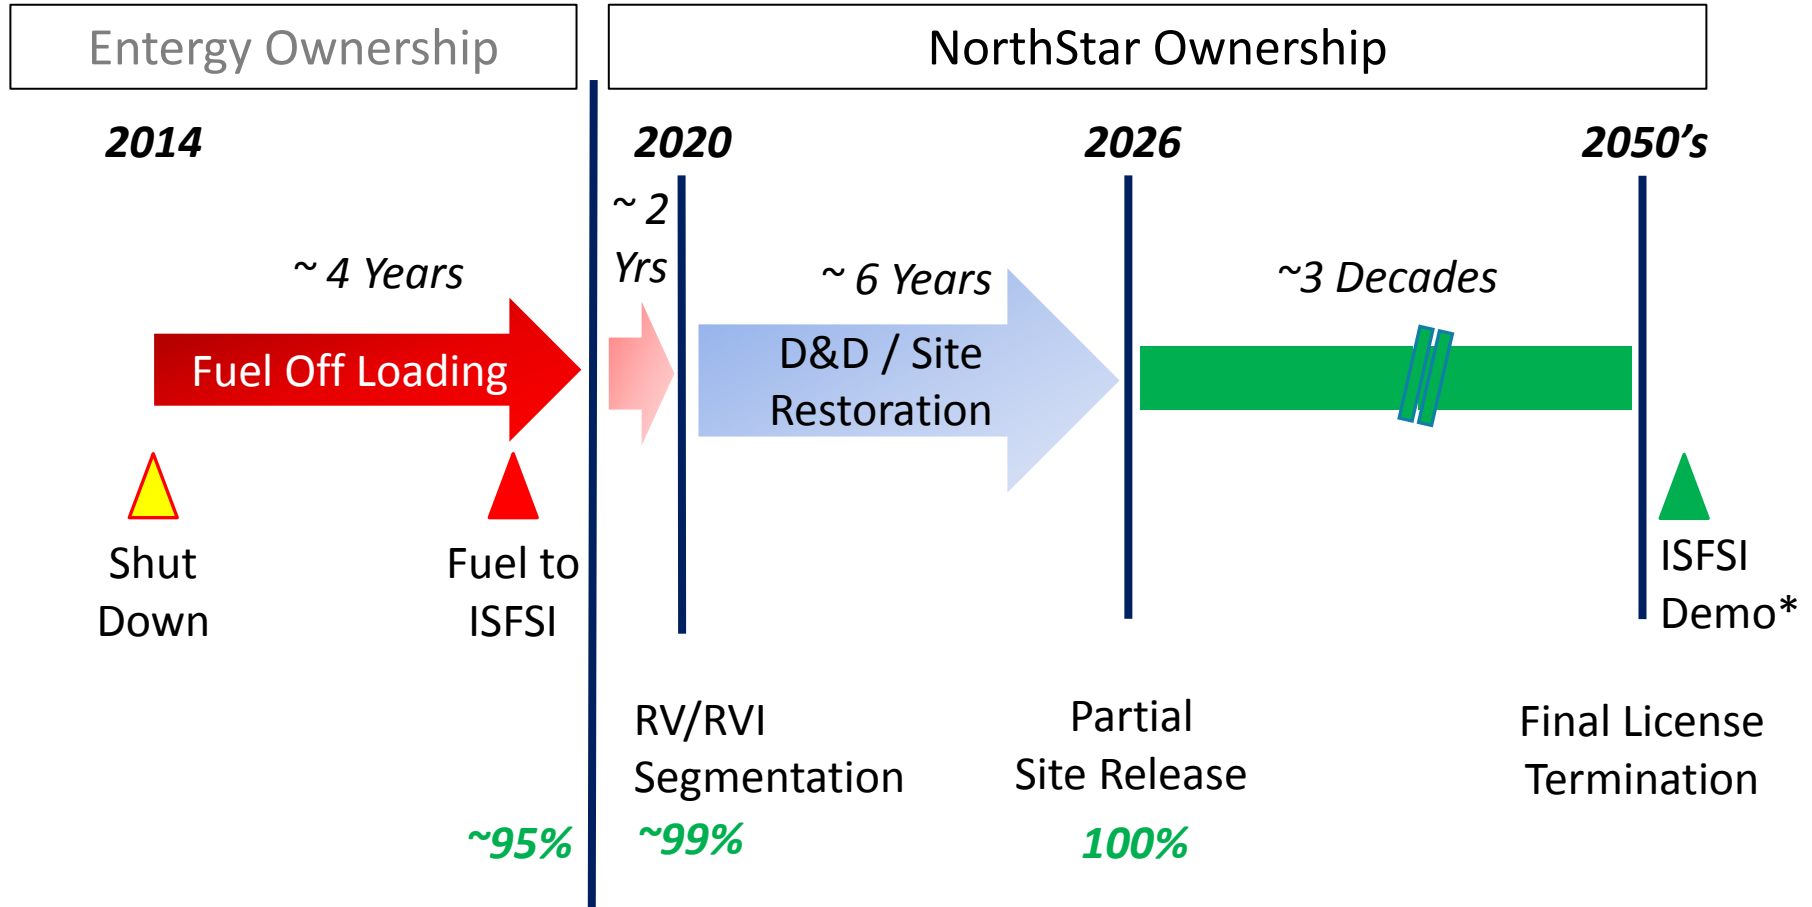 Entergy Ownership
NorthStar Ownership
2014
2020
2026
2050's
~ 4 Years
~ 2
Yrs
~ 6 Years
~3 Decades
Fuel Off Loading
D&D / Site
Restoration
Shut
Down
Fuel to
ISFSI
ISFSI
Demo*
RV/RVI
Segmentation
Partial
Site Release
Final License
Termination
~95%
~99%
100%